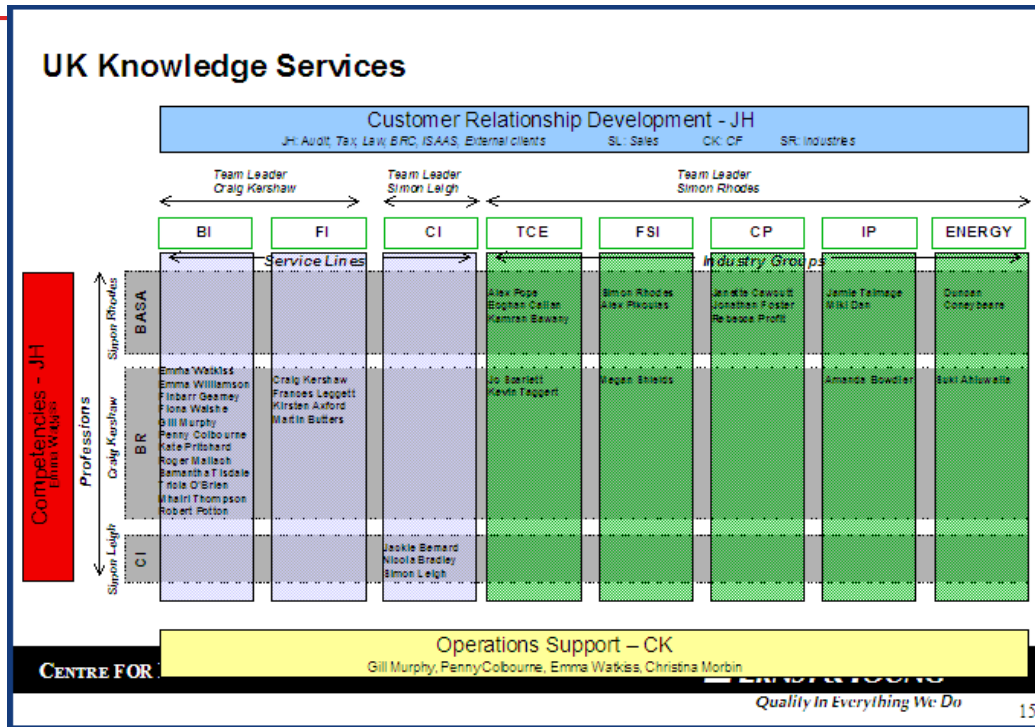 UK Knowledge Services
Customer Relationship Development - JH
JH: Audit, Tax, Law, BRC, ISAAS, External clients SL: Sales CK: CF SR: Industries
Team Leader
Craig Kershaw
Team Leader
Simon Leigh
Team Leader
Simon Rhodes
BI FI CI TCE FSI CP IP ENERGY
Service Lines Industry Groups
Competencies - JH
Emma Watkiss
Professions
Simon Rhodes
Craig Kershaw
Simon Leigh
BASA
BR
CI
Alex Pope
Eoghan Callan
Kamran Bawany
Simon Rhodes
Alex Pikoulas
Janette
Jonathan Foster
Rebecca Profit
Jamie Talmage
Miki Dan
Duncan
Coneybeare
Emma Watkiss
Emma Williamson
Finbarr Geaney
Fiona Walshe
Gill Murphy
Penny Colbourne
Kate Pritchard
Roger Mallach
Samantha Tisdale
O'Brien
Mhairi Thompson
Robert Potton
Craig Kershaw
Frances Leggett
Kirsten Axford
Martin Butters
Jo Scarlett
Kevin Taggert
Megan Shields
Amanda Bowdler
Suki Ahluwalia
Jackie Bernard
Nicola Bradley
Simon Leigh
Operations Support – CK
Gill Murphy, PennyColbourne, Emma Watkiss, Christina Morbin
CENTRE FOR
ERNST & YOUNG
Quality In Everything We Do
15